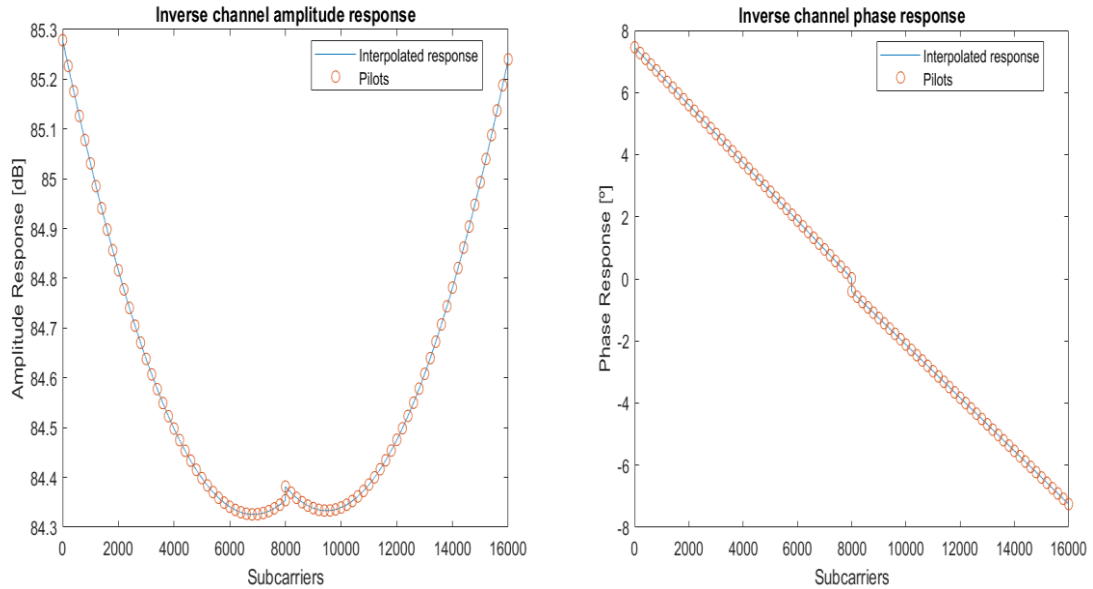 Inverse channel amplitude response
85.3
85.2
85.1
85
84.9
84.8
84.7
84.6
84.5
84.4
84.3
Amplitude Response [dB]
Interpolated response
Pilots
0 2000 4000 6000 8000 10000 12000 14000 16000
Subcarriers
Inverse channel phase response
8
6
4
2
0
-2
-4
-6
-8
Phase Response [º]
Interpolated response
Pilots
0 2000 4000 6000 8000 10000 12000 14000 16000
Subcarriers